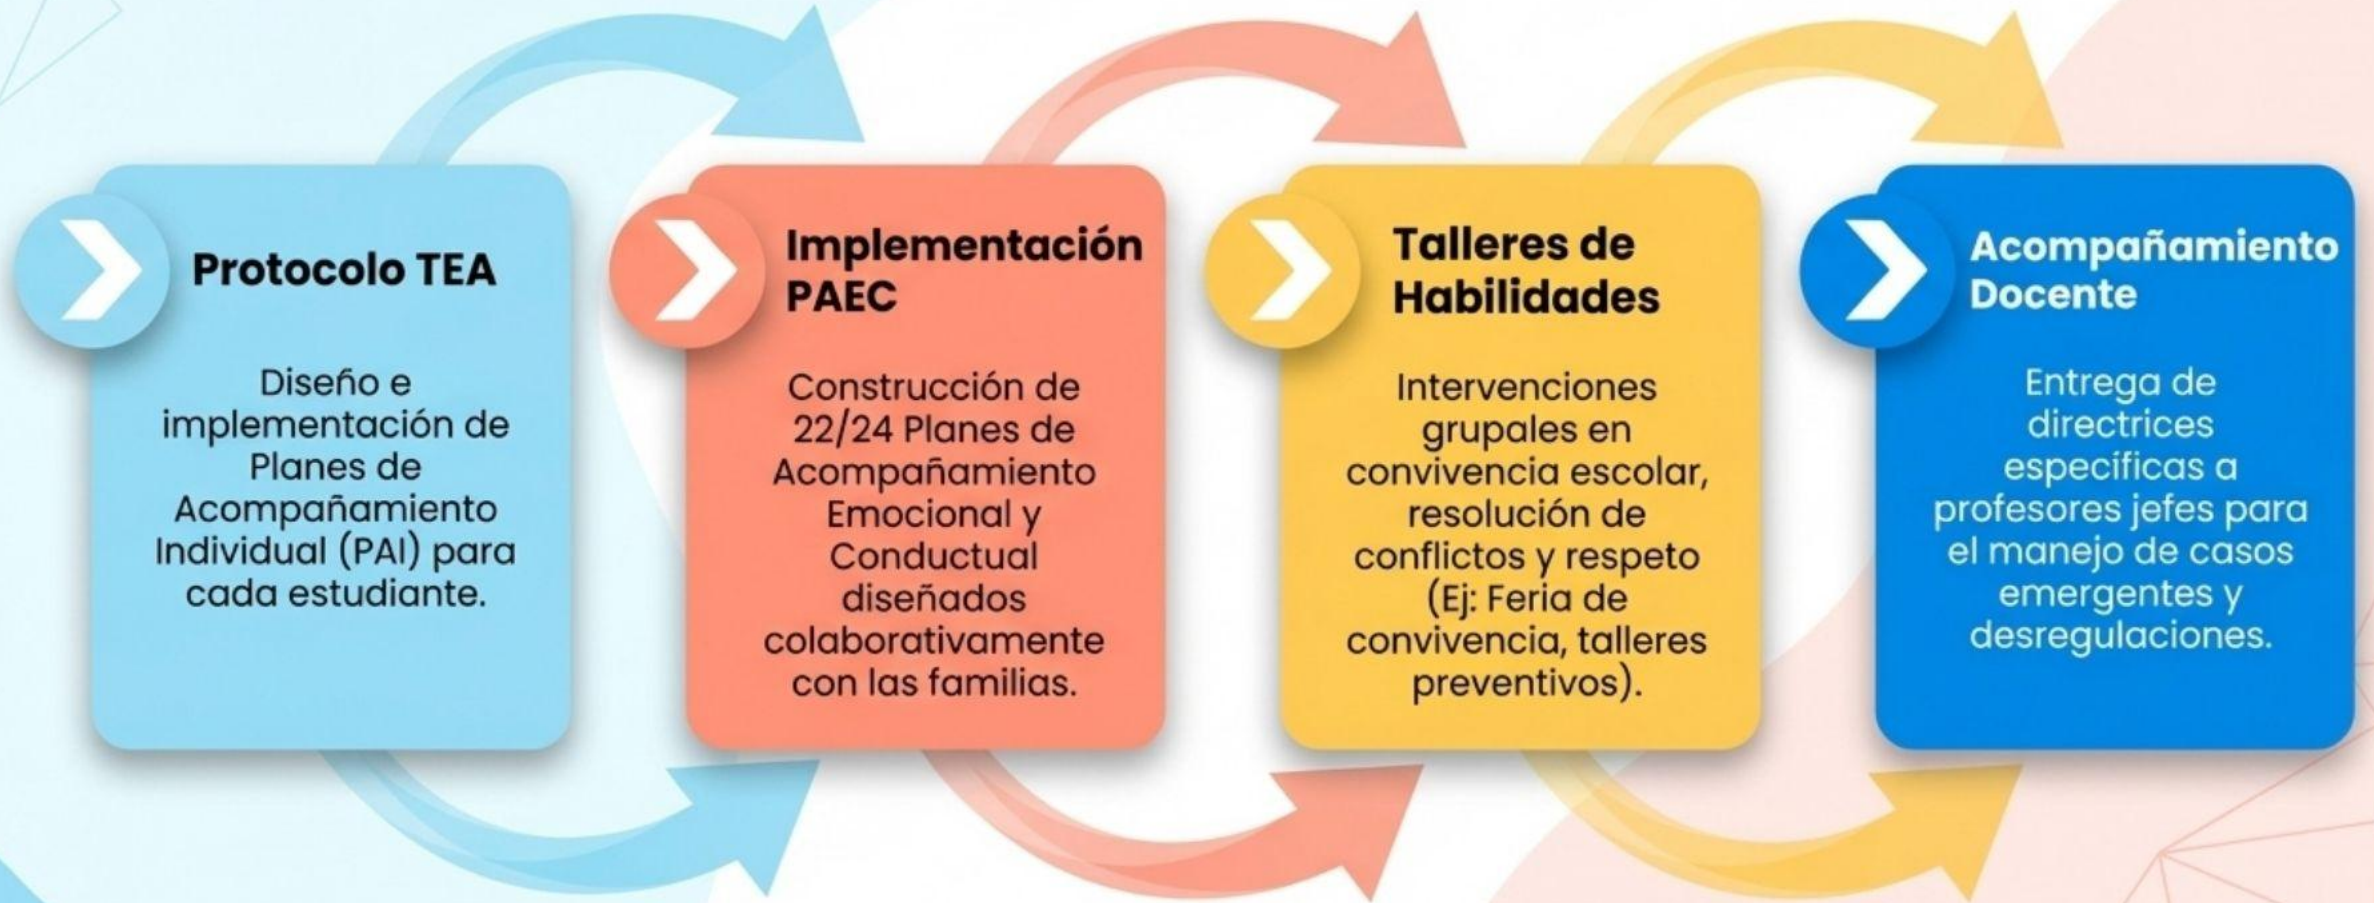 Protocolo TEA
Diseño e
implementación de
Planes de
Acompañamiento
Individual (PAI) para
cada estudiante.
Implementación
PAEC
Construcción de
22/24 Planes de
Acompañamiento
Emocional y
Conductual
diseñados
colaborativamente
con las familias.
Talleres de
Habilidades
Intervenciones
grupales en
convivencia escolar,
resolución de
conflictos y respeto
(Ej: Feria de
convivencia, talleres
preventivos).
Acompañamiento
Docente
Entrega de
directrices
específicas a
profesores jefes para
el manejo de casos
emergentes y
desregulaciones.